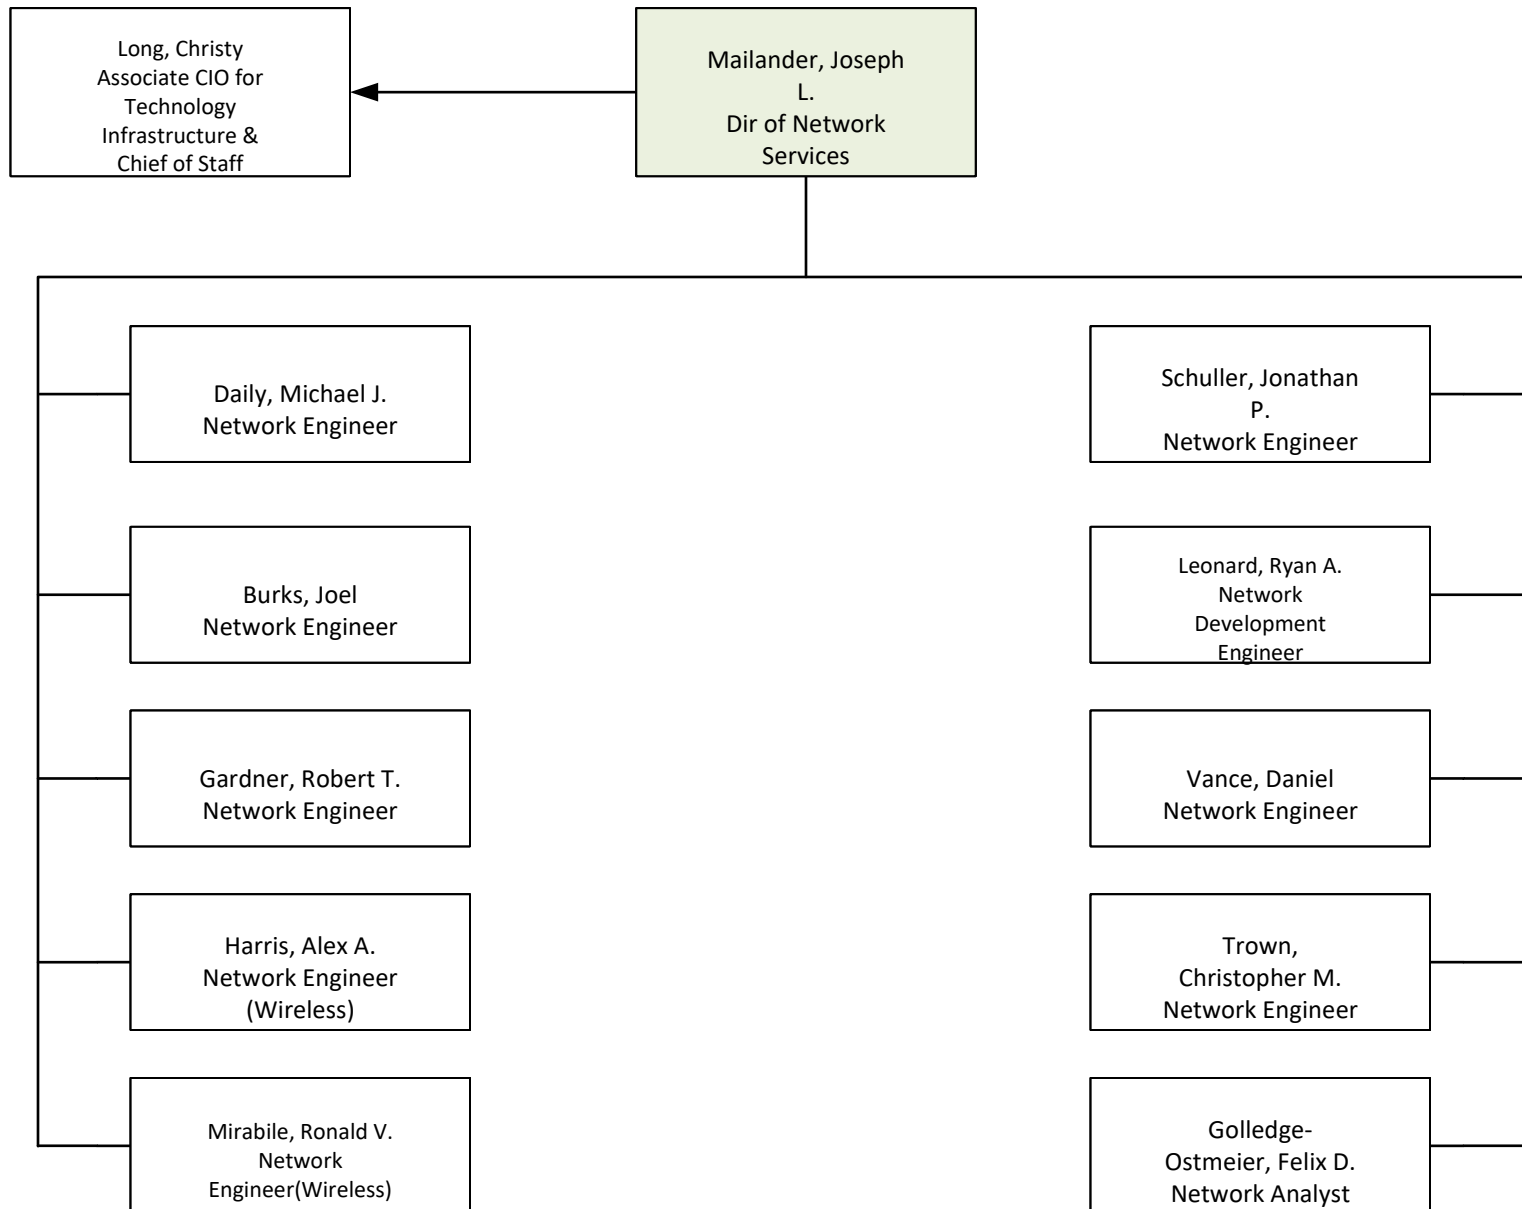 Long, Christy
Associate CIO for
Technology
Infrastructure &
Chief of Staff
Mailander, Joseph
L.
Dir of Network
Services
Daily, Michael J.
Network Engineer
Schuller, Jonathan
P.
Network Engineer
Burks, Joel
Network Engineer
Leonard, Ryan A.
Network
Development
Engineer
Gardner, Robert T.
Network Engineer
Vance, Daniel
Network Engineer
Harris, Alex A.
Network Engineer
(Wireless)
Trown,
Christopher M.
Network Engineer
Mirabile, Ronald V.
Network
Engineer(Wireless)
Golledge-
Ostmeier, Felix D.
Network Analyst